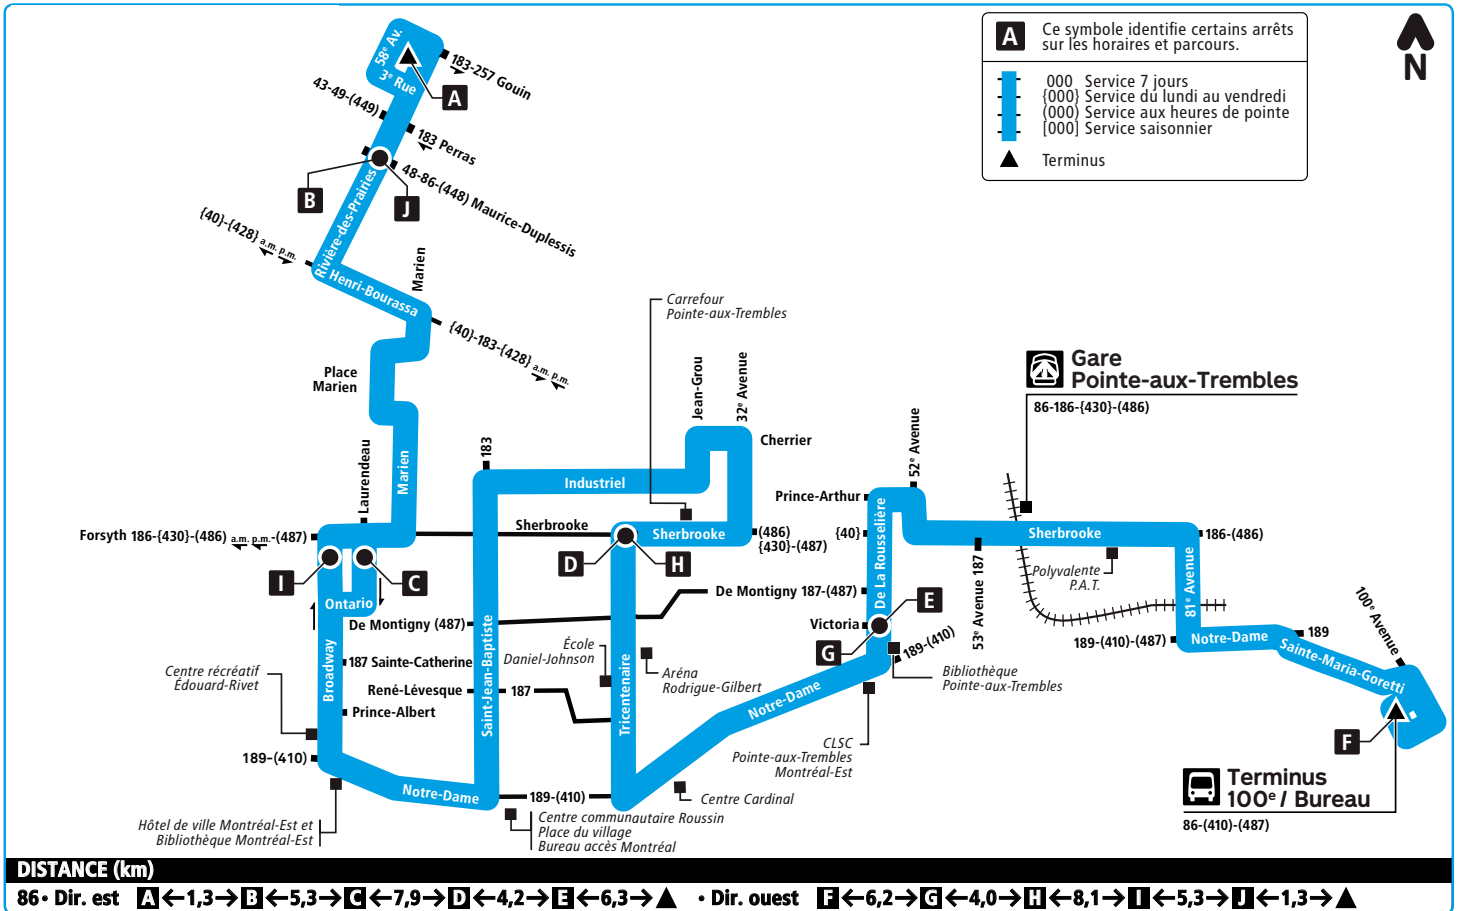 58e Av.
3e Rue
183-257 Gouin
A
43-49-(449)
183 Perras
B
J
48-86-(448) Maurice-Duplessis
Rivière-des-Prairies
{40}-{428} a.m. p.m.
Henri-Bourassa
Marien
{40}-183-{428} a.m. p.m.
Place
Marien
Marien
Laurendeau
Forsyth 186-{430}-(486) a.m. p.m.-(487)
I
C
Ontario
De Montigny (487)
Broadway
187 Sainte-Catherine
Centre récréatif
Édouard-Rivet
René-Lévesque
187
Prince-Albert
189-(410)
Notre-Dame
Hôtel de ville Montréal-Est et
Bibliothèque Montréal-Est
183
Saint-Jean-Baptiste
Industriel
Jean-Grou
32e Avenue
Cherrier
Carrefour
Pointe-aux-Trembles
Sherbrooke
Sherbrooke
(486)
{430}-(487)
D
H
De Montigny 187-(487)
École
Daniel-Johnson
Tricentenaire
Aréna
Rodrigue-Gilbert
189-(410)
Centre communautaire Roussin
Place du village
Bureau accès Montréal
Centre Cardinal
Notre-Dame
CLSC
Pointe-aux-Trembles
Montréal-Est
Prince-Arthur
{40}
De La Rousselière
Victoria
E
G
189-(410)
Bibliothèque
Pointe-aux-Trembles
52e Avenue
53e Avenue 187
Sherbrooke
Polyvalente
P.A.T.
Gare
Pointe-aux-Trembles
86-186-{430}-(486)
186-(486)
81e Avenue
189-(410)-(487)
Notre-Dame
189
Sainte-Maria-Goretti
100e Avenue
F
Terminus
100e / Bureau
86-(410)-(487)
A Ce symbole identifie certains arrêts
sur les horaires et parcours.
000 Service 7 jours
{000} Service du lundi au vendredi
(000) Service aux heures de pointe
[000] Service saisonnier
Terminus
N
DISTANCE (km)
86 • Dir. est A ←1,3→ B ←5,3→ C ←7,9→ D ←4,2→ E ←6,3→ ▲ • Dir. ouest F ←6,2→ G ←4,0→ H ←8,1→ I ←5,3→ J ←1,3→ ▲